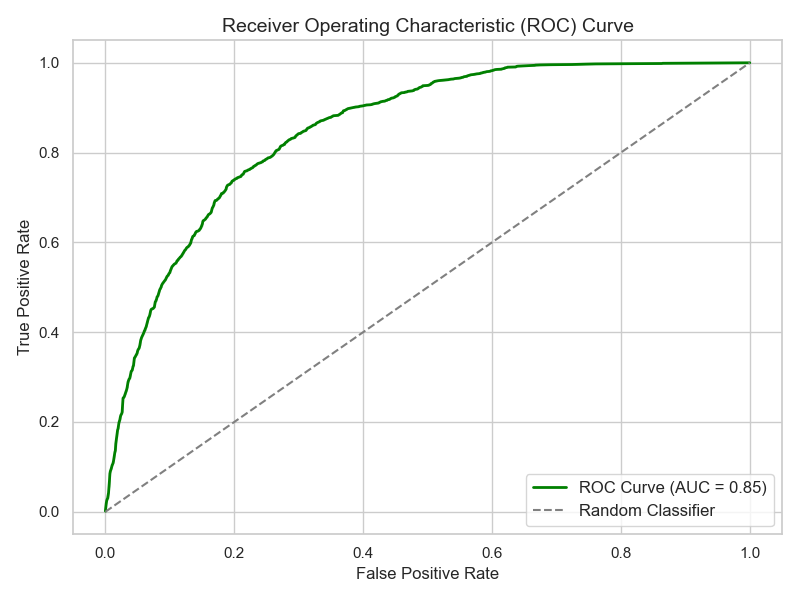 Receiver Operating Characteristic (ROC) Curve
1.0
0.8
0.6
0.4
0.2
0.0
True Positive Rate
0.0 0.2 0.4 0.6 0.8 1.0
False Positive Rate
ROC Curve (AUC = 0.85)
Random Classifier